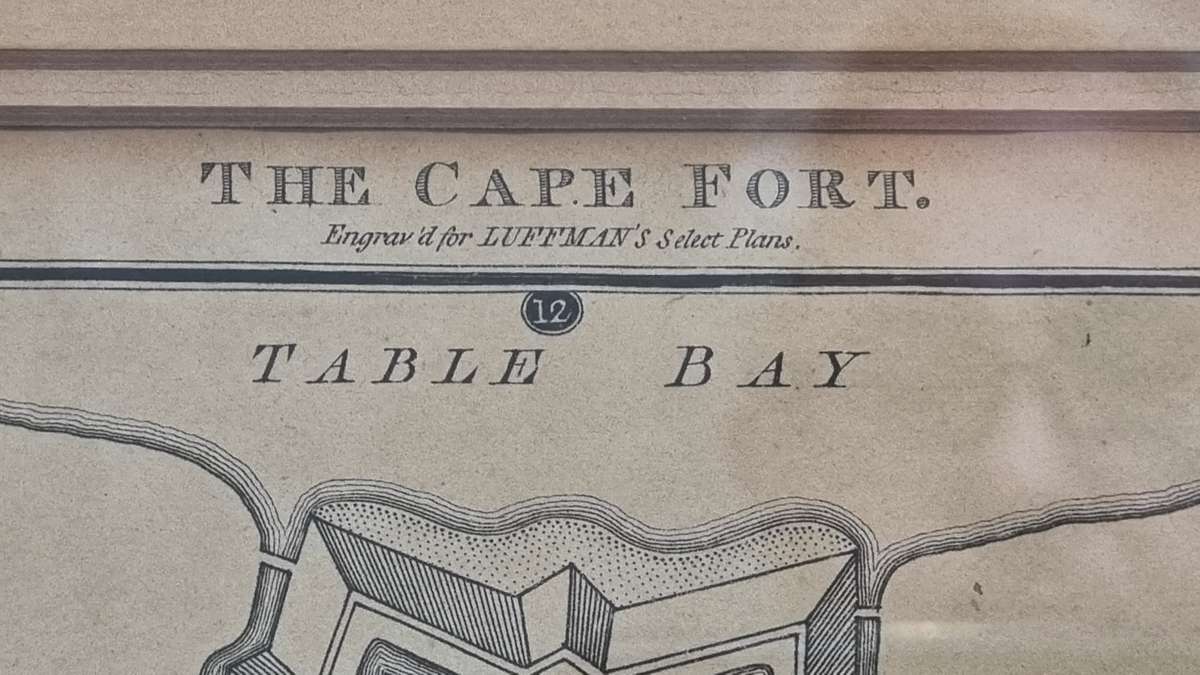 THE CAPE FORT.
Engrav'd for LUFFMAN'S Select Plans.
12
TABLE BAY